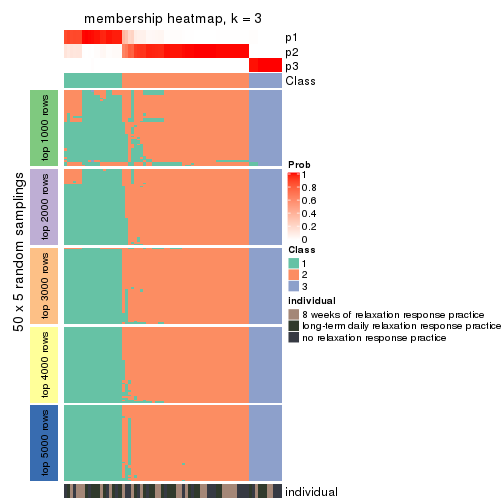 membership heatmap, k = 3
p1
p2
p3
Class
50 x 5 random samplings
top 1000 rows
top 2000 rows
top 3000 rows
top 4000 rows
top 5000 rows
Prob
1
0.8
0.6
0.4
0.2
0
Class
1
2
3
individual
8 weeks of relaxation response practice
long-term daily relaxation response practice
no relaxation response practice
individual